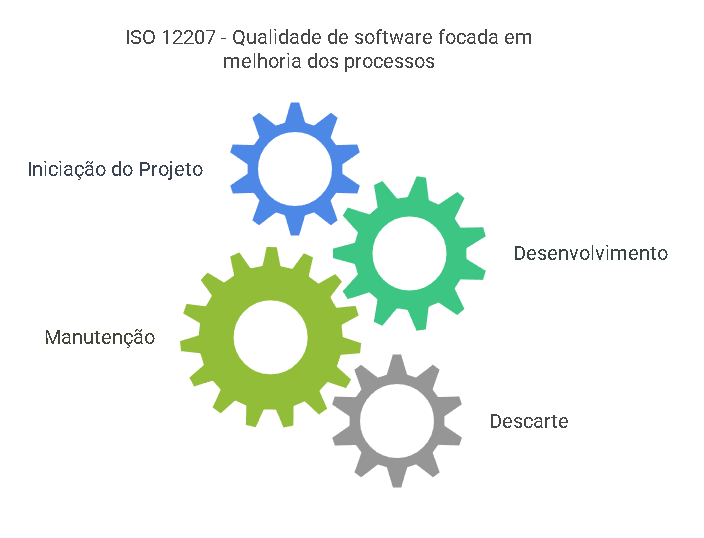 ISO 12207 - Qualidade de software focada em
melhoria dos processos
Iniciação do Projeto
Desenvolvimento
Manutenção
Descarte